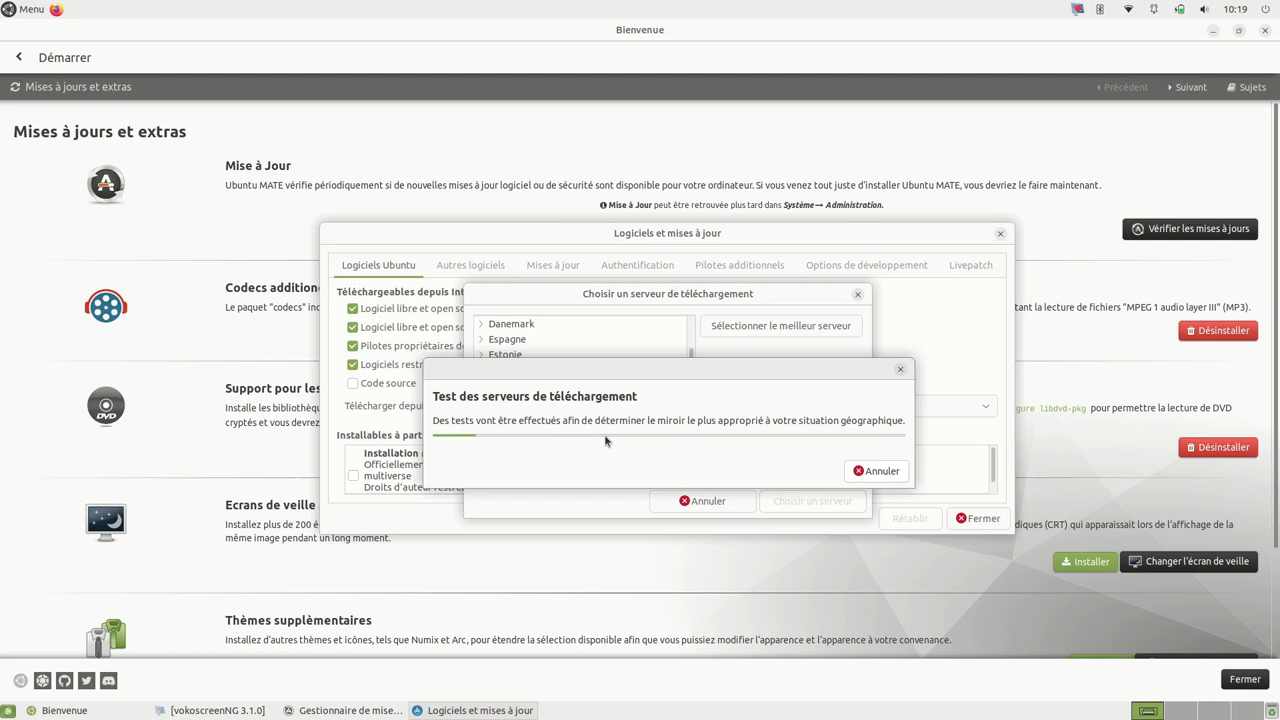 Menu
10:19
Bienvenue
Démarrer
Mises à jours et extras
Précédent
Suivant
Sujets
Mises à jours et extras
Mise à Jour
Ubuntu MATE vérifie périodiquement si de nouvelles mises à jour logiciel ou de sécurité sont disponible pour votre ordinateur. Si vous venez tout juste d'installer Ubuntu MATE, vous devriez le faire maintenant.
Mise à Jour peut être retrouvée plus tard dans Système→ Administration.
Vérifier les mises à jours
Logiciels et mises à jour
Logiciels Ubuntu
Autres logiciels
Mises à jour
Authentification
Pilotes additionnels
Options de développement
Livepatch
Codecs addition
Le paquet "codecs" in
tant la lecture de fichiers "MPEG 1 audio layer III" (MP3).
Désinstaller
Téléchargeables depuis Int
Logiciel libre et open so
Logiciel libre et open so
Pilotes propriétaires de
Logiciels restr
Code source
Télécharger depui
Choisir un serveur de téléchargement
Danemark
Espagne
Estonie
Sélectionner le meilleur serveur
Test des serveurs de téléchargement
Des tests vont être effectués afin de déterminer le miroir le plus approprié à votre situation géographique.
Annuler
Support pour les
Installe les bibliothèq
cryptés et vous devrez
gure libdvd-pkg pour permettre la lecture de DVD
Désinstaller
Installables à part
Installation
Officiellemen
multiverse
Droits d'auteur restre
Annuler
Choisir un serveur
Rétablir
Fermer
Ecrans de veille
Installez plus de 200 é
diques (CRT) qui apparaissait lors de l'affichage de la
même image pendant un long moment.
Installer
Changer l'écran de veille
Thèmes supplémentaires
Installez d'autres thèmes et icônes, tels que Numix et Arc, pour étendre la sélection disponible afin que vous puissiez modifier l'apparence et l'apparence à votre convenance.
Fermer
Bienvenue
[vokoscreenNG 3.1.0]
Gestionnaire de mise...
Logiciels et mises à jour